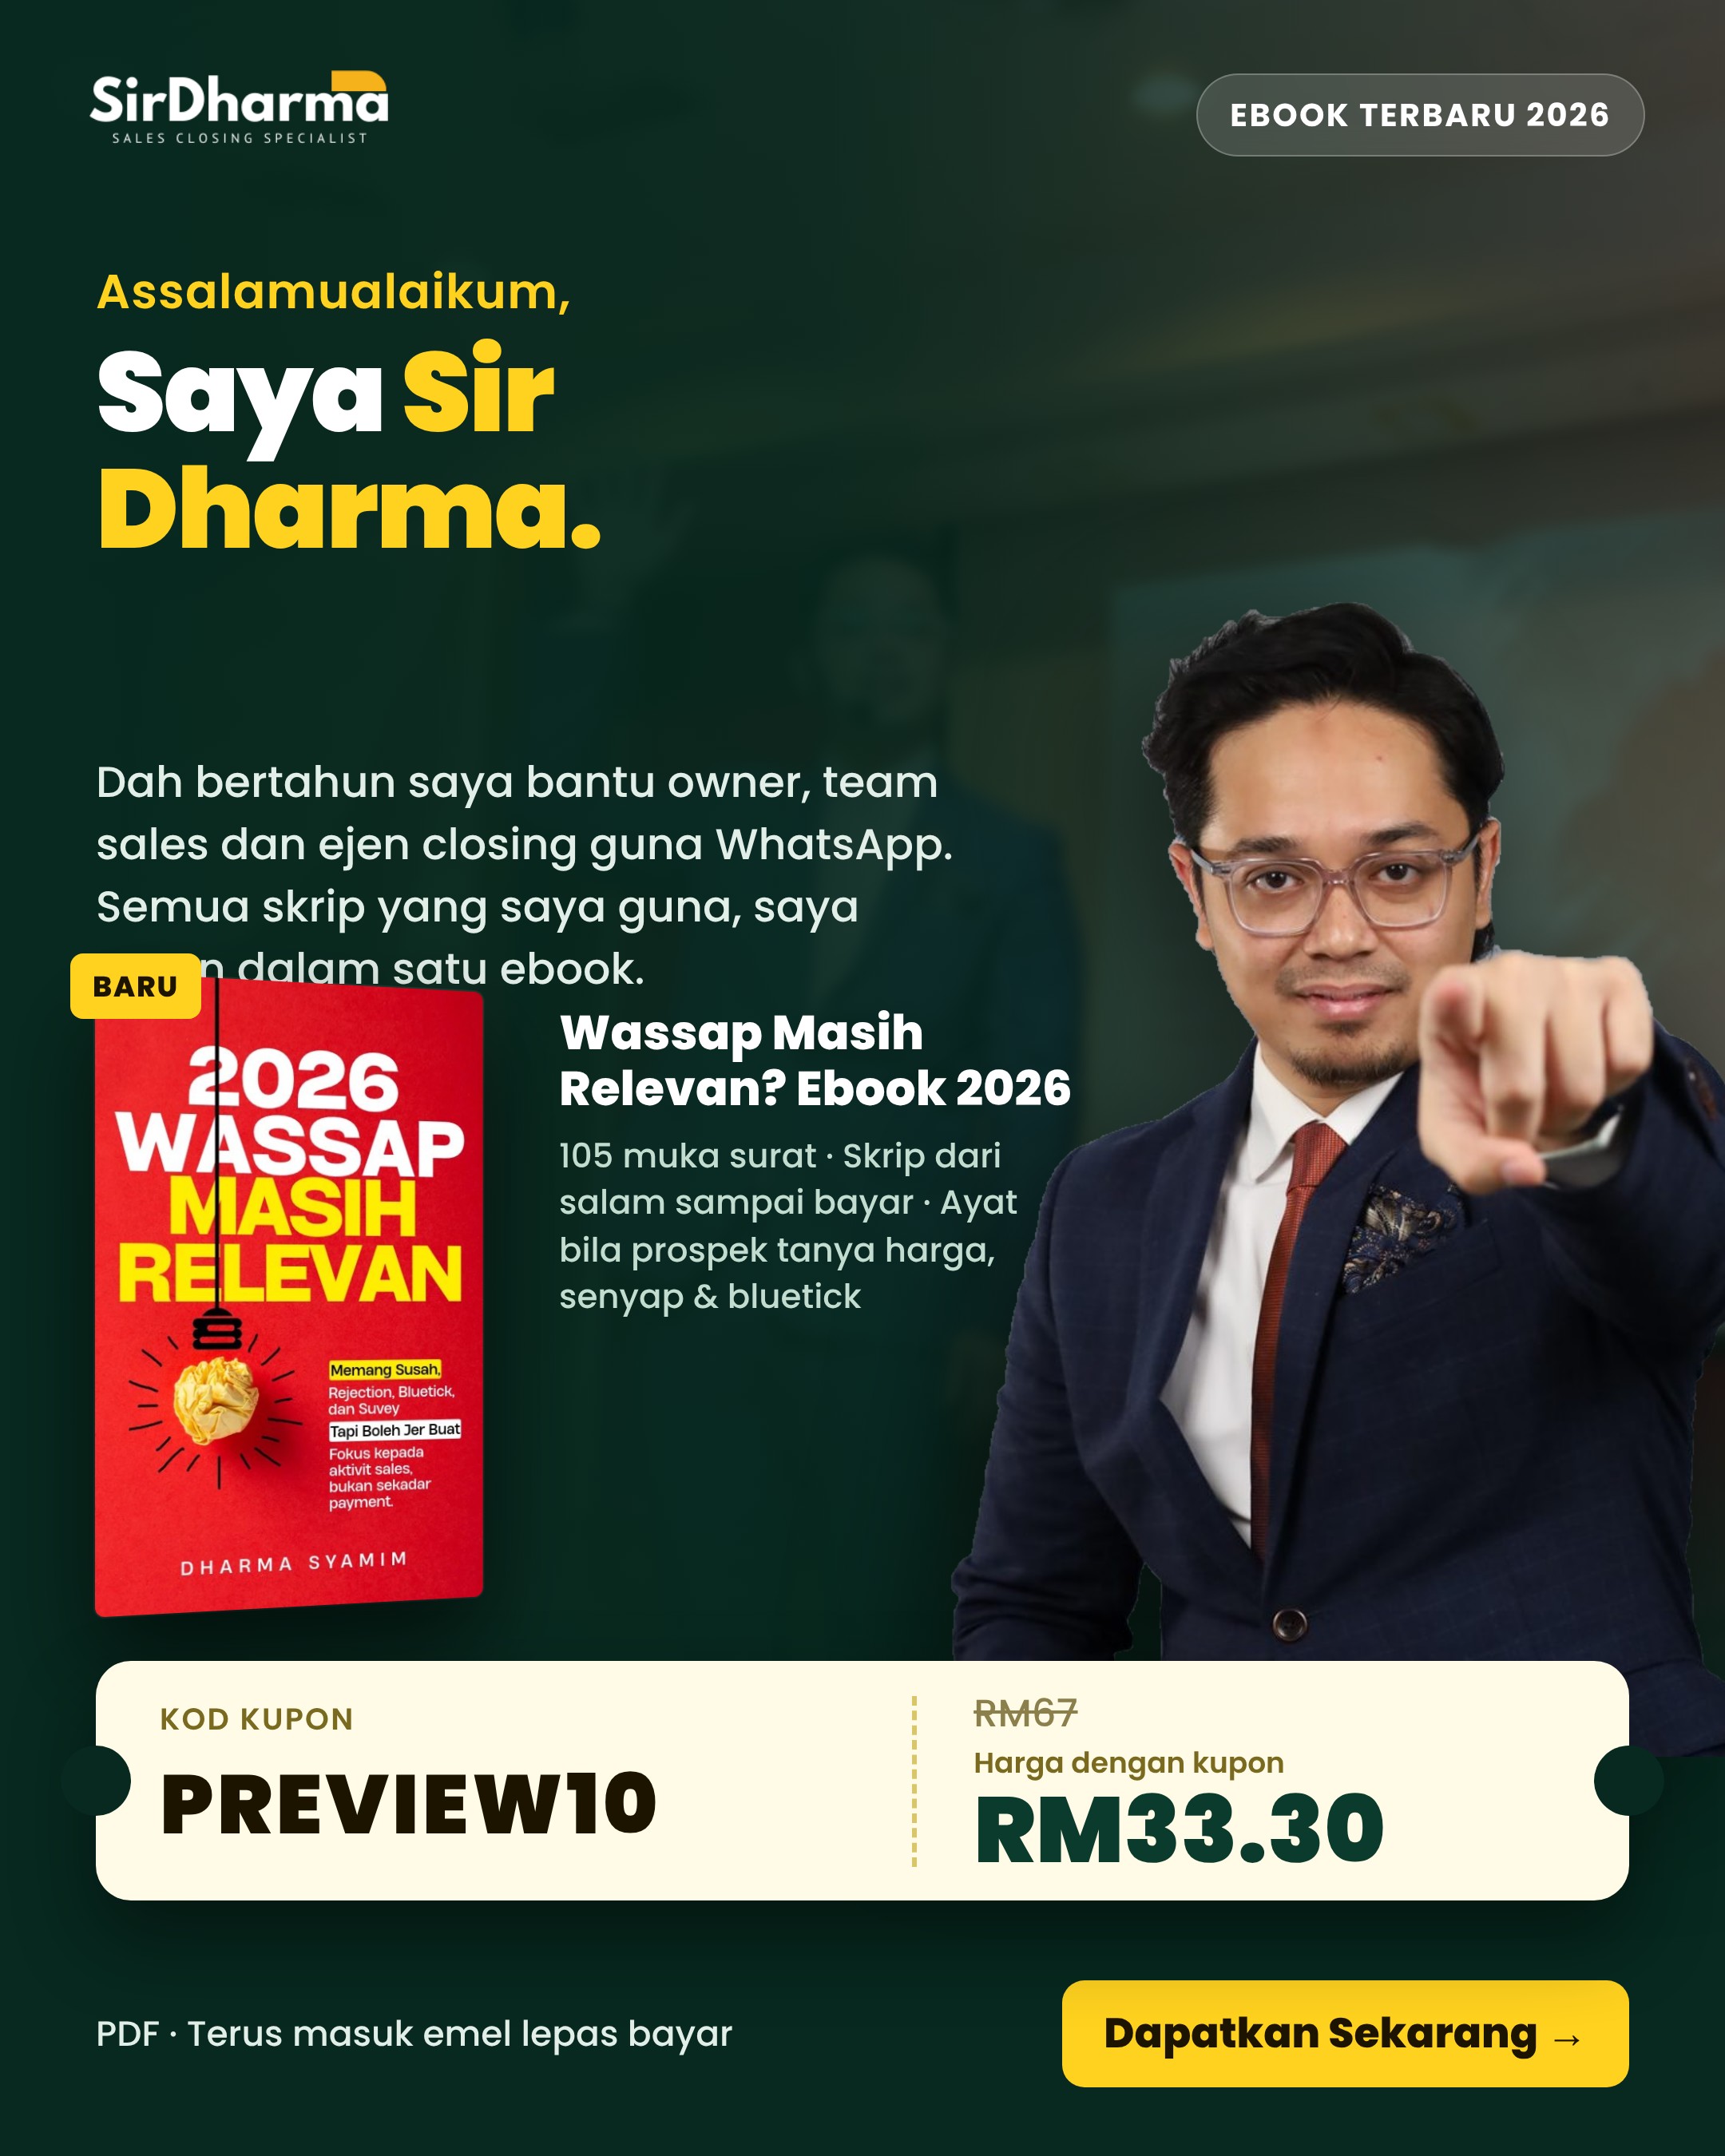 SirDharma
SALES CLOSING SPECIALIST
EBOOK TERBARU 2026
Assalamualaikum,
Saya Sir
Dharma.
Dah bertahun saya bantu owner, team
sales dan ejen closing guna WhatsApp.
Semua skrip yang saya guna, saya
dalam satu ebook.
BARU
2026
WASSAP
MASIH
RELEVAN
Memang Susah,
Rejection, Bluetick,
dan Suvey
Tapi Boleh Jer Buat
Fokus kepada
aktivit sales,
bukan sekadar
payment.
DHARMA SYAMIM
Wassap Masih
Relevan? Ebook 2026
105 muka surat · Skrip dari
salam sampai bayar · Ayat
bila prospek tanya harga,
senyap & bluetick
KOD KUPON
PREVIEW10
RM67
Harga dengan kupon
RM33.30
PDF · Terus masuk emel lepas bayar
Dapatkan Sekarang →